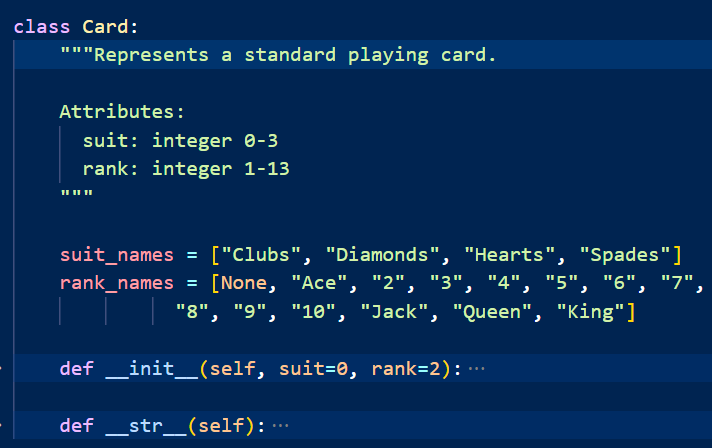 class Card:
    """Represents a standard playing card.

    Attributes:
      suit: integer 0-3
      rank: integer 1-13
    """

    suit_names = ["Clubs", "Diamonds", "Hearts", "Spades"]
    rank_names = [None, "Ace", "2", "3", "4", "5", "6", "7",
              "8", "9", "10", "Jack", "Queen", "King"]

    def __init__(self, suit=0, rank=2):···

    def __str__(self):···